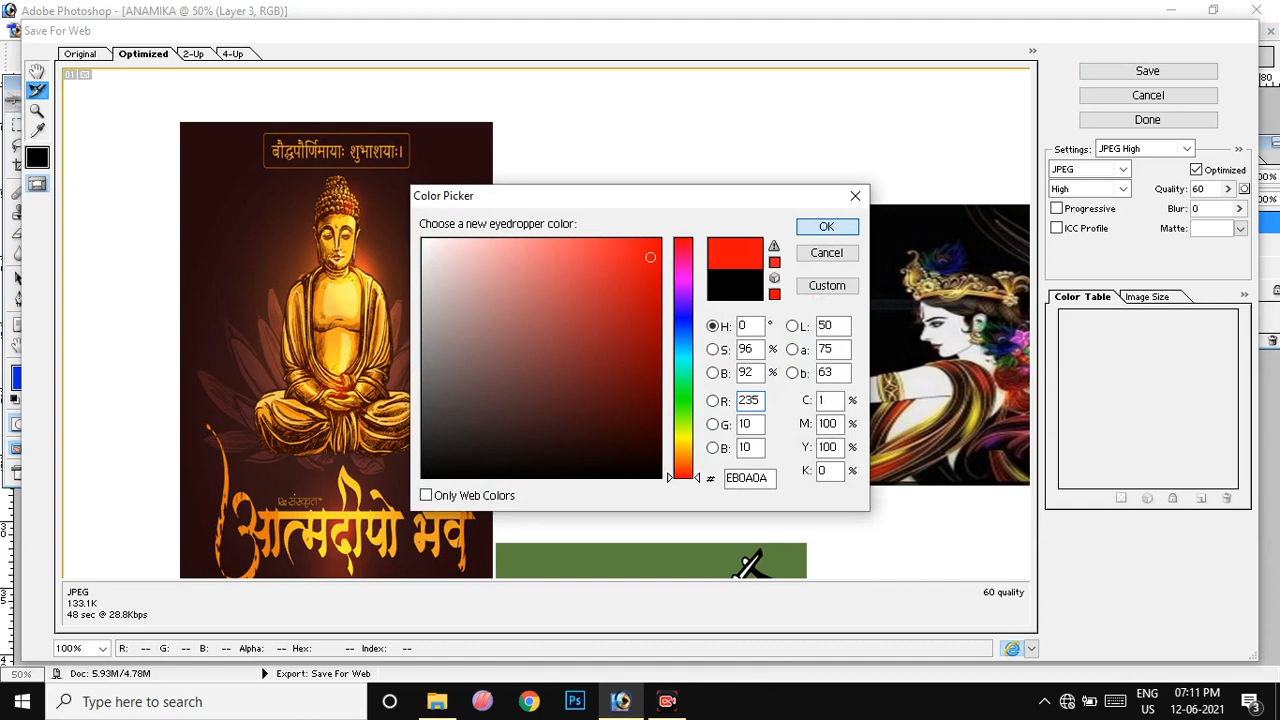 Adobe Photoshop - [ANAMIKA @ 50% (Layer 3, RGB)]
Save For Web
Original Optimized 2-Up 4-Up
01
Save
Cancel
Done
Settings: JPEG High
JPEG Optimized
High Quality: 60
Progressive Blur: 0
ICC Profile Matte:
Color Table Image Size
बौद्धपौर्णिमायाः शुभाशयाः।
संस्कृत
आत्मदीपो भव
Color Picker
Choose a new eyedropper color:
OK
Cancel
Custom
H: 0 ° L: 50
S: 96 % a: 75
B: 92 % b: 63
R: 235 C: 1 %
G: 10 M: 100 %
B: 10 Y: 100 %
# EB0A0A K: 0 %
Only Web Colors
JPEG 60 quality
133.1K
48 sec @ 28.8Kbps
100% R: -- G: -- B: -- Alpha: -- Hex: -- Index: --
50% Doc: 5.93M/4.78M Export: Save For Web
Type here to search
Ps
ENG
US
07:11 PM
12-06-2021
3